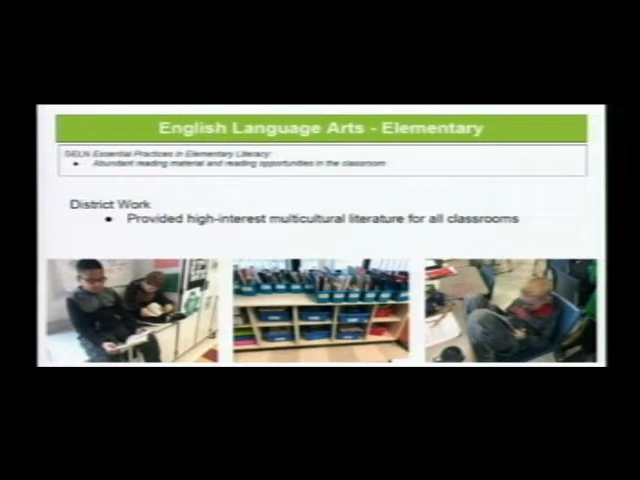 English Language Arts - Elementary
GELN Essential Practices in Elementary Literacy:
● Abundant reading material and reading opportunities in the classroom
District Work
● Provided high-interest multicultural literature for all classrooms